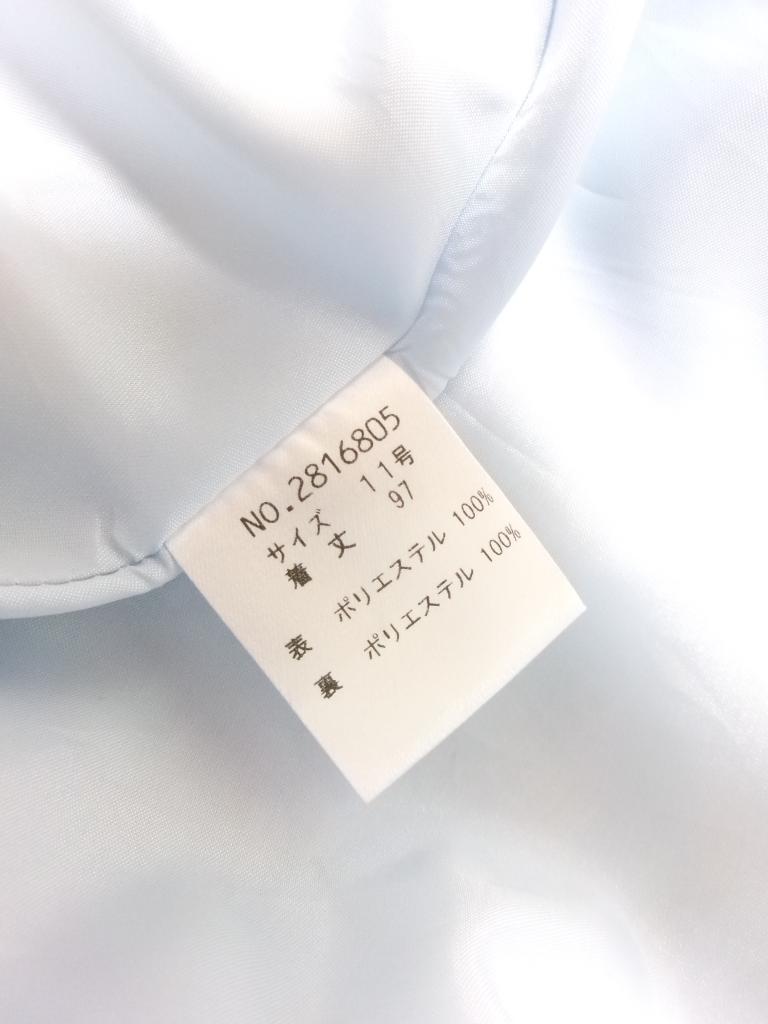 NO.2816805
サイズ 11号
着丈 97
表 ポリエステル 100%
裏 ポリエステル 100%